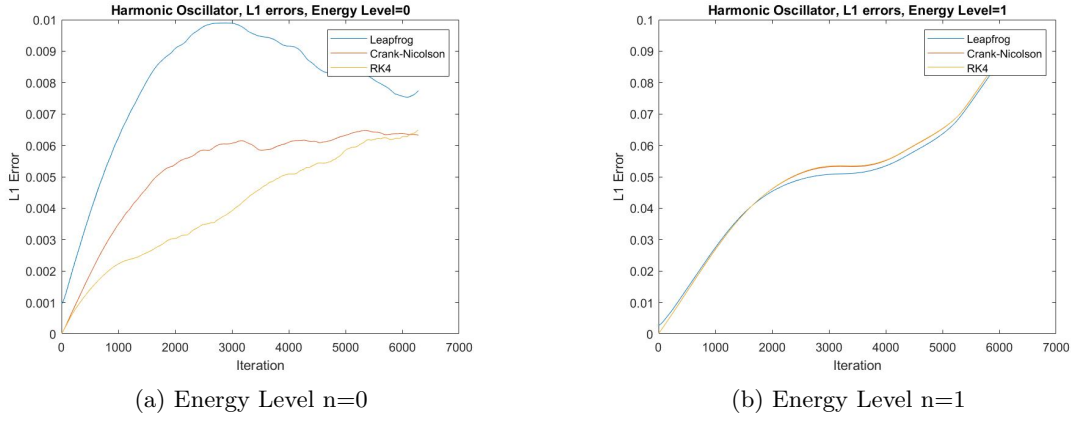 Harmonic Oscillator, L1 errors, Energy Level=0
0.01
0.009
0.008
0.007
0.006
0.005
0.004
0.003
0.002
0.001
0
L1 Error
Leapfrog
Crank-Nicolson
RK4
0 1000 2000 3000 4000 5000 6000 7000
Iteration
(a) Energy Level n=0
Harmonic Oscillator, L1 errors, Energy Level=1
0.1
0.09
0.08
0.07
0.06
0.05
0.04
0.03
0.02
0.01
0
L1 Error
Leapfrog
Crank-Nicolson
RK4
0 1000 2000 3000 4000 5000 6000 7000
Iteration
(b) Energy Level n=1